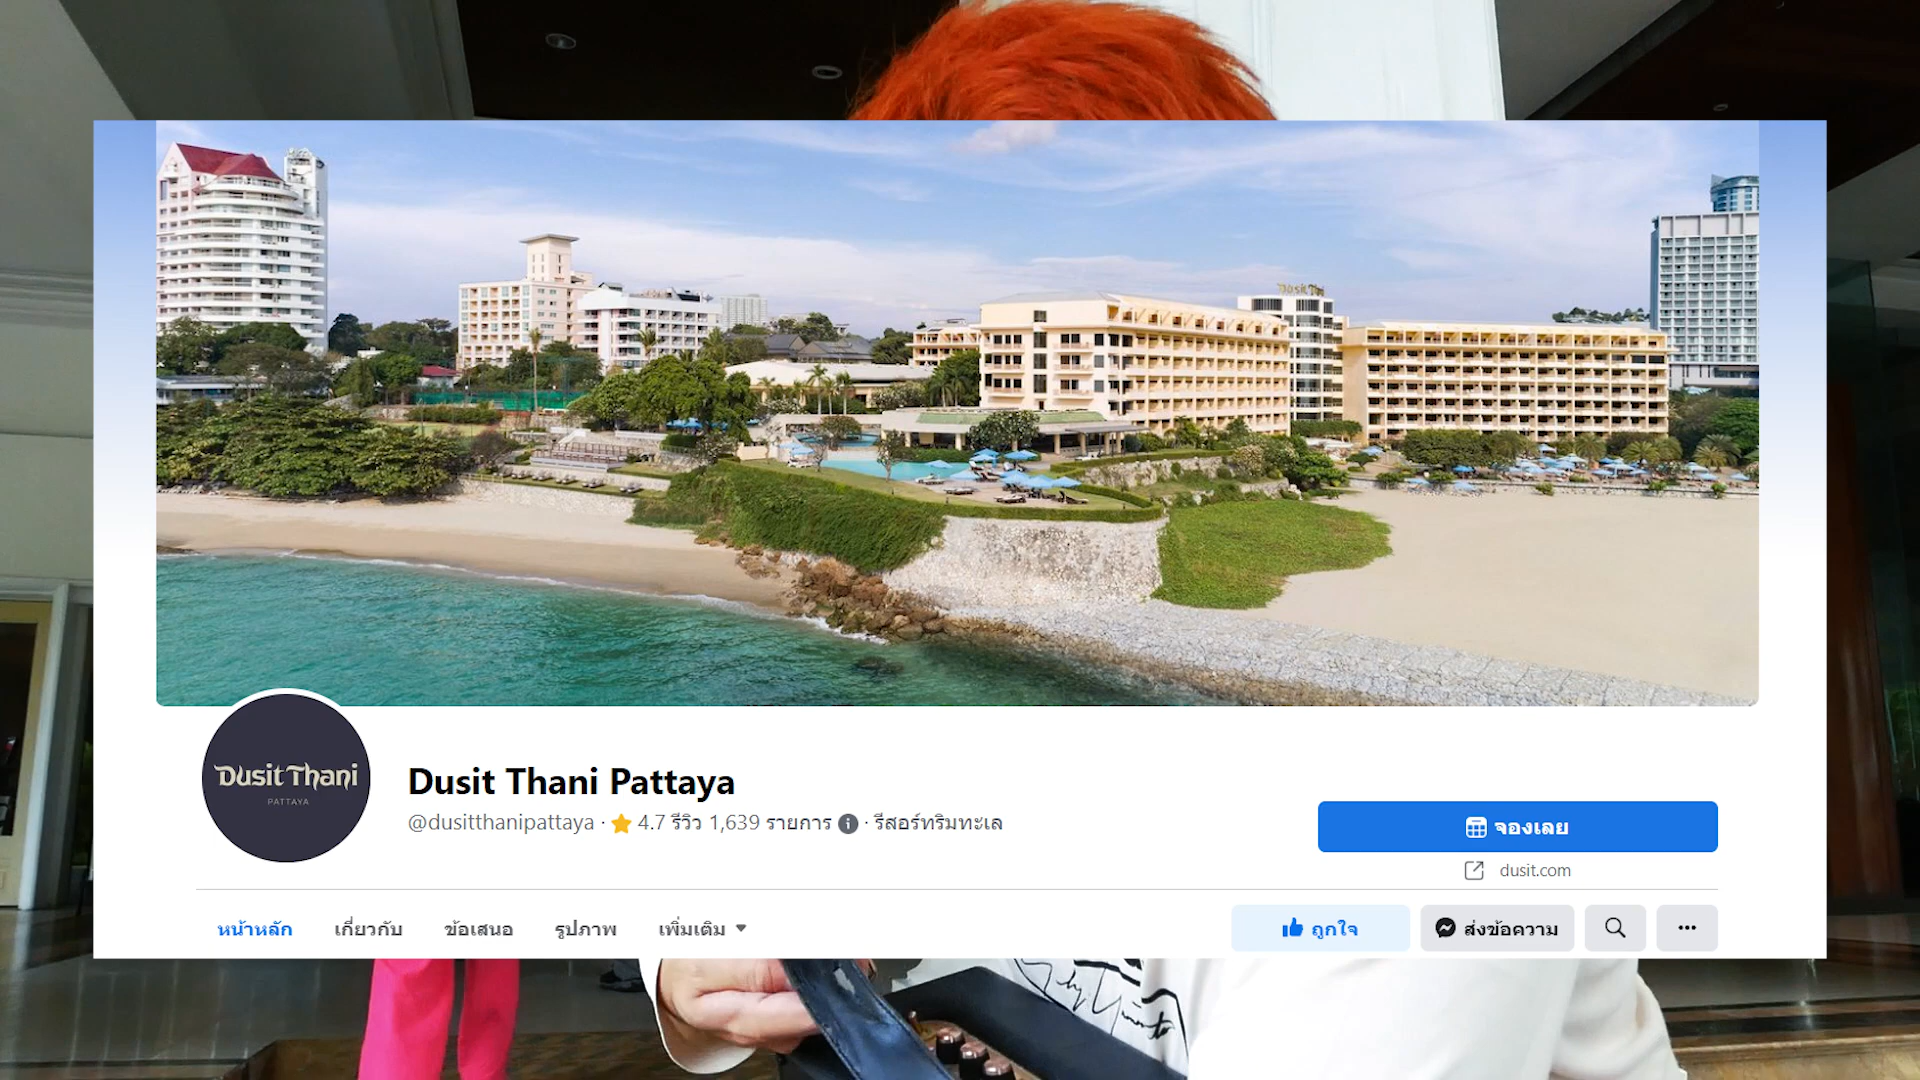 Dusit Thani
Dusit Thani
PATTAYA
Dusit Thani Pattaya
@dusitthanipattaya · 4.7 รีวิว 1,639 รายการ · รีสอร์ทริมทะเล
จองเลย
dusit.com
หน้าหลัก เกี่ยวกับ ข้อเสนอ รูปภาพ เพิ่มเติม ถูกใจ ส่งข้อความ